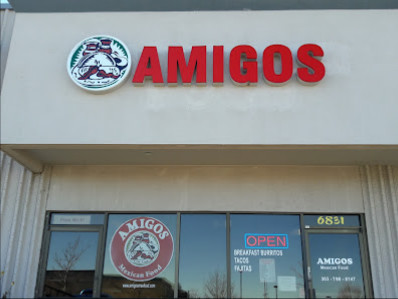 AMIGOS
6831
AMIGOS
Mexican Food
OPEN
BREAKFAST BURRITOS
TACOS
FAJITAS
AMIGOS
Mexican Food